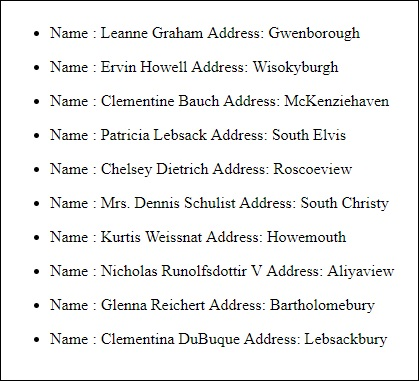 Name : Leanne Graham Address: Gwenborough
Name : Ervin Howell Address: Wisokyburgh
Name : Clementine Bauch Address: McKenziehaven
Name : Patricia Lebsack Address: South Elvis
Name : Chelsey Dietrich Address: Roscoeview
Name : Mrs. Dennis Schulist Address: South Christy
Name : Kurtis Weissnat Address: Howemouth
Name : Nicholas Runolfsdottir V Address: Aliyaview
Name : Glenna Reichert Address: Bartholomebury
Name : Clementina DuBuque Address: Lebsackbury